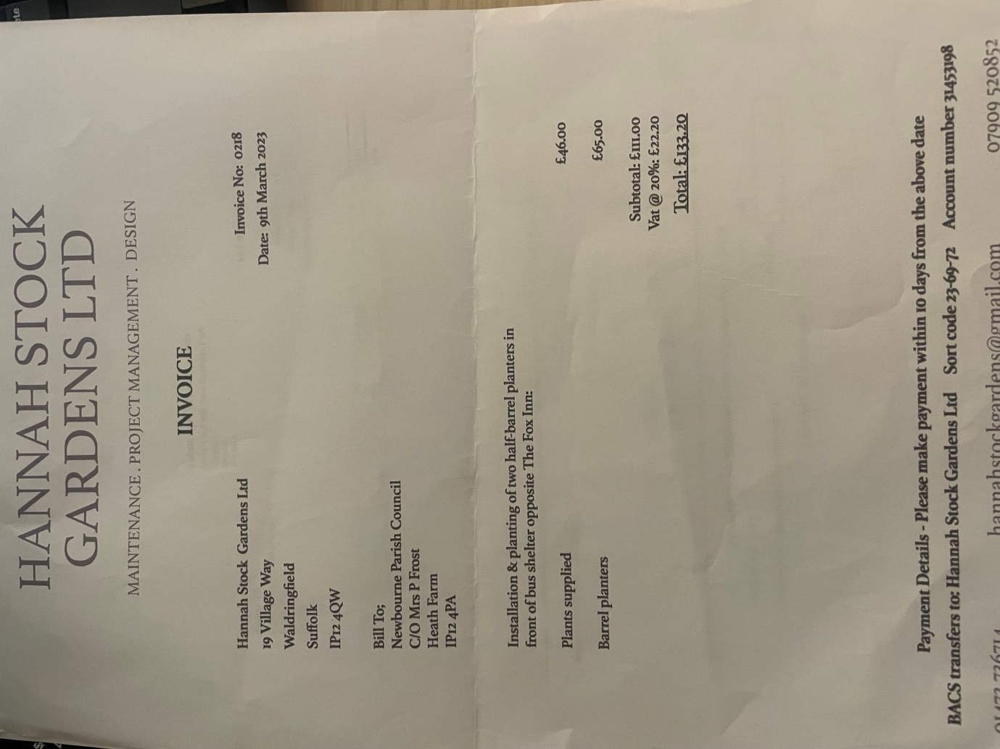 HANNAH STOCK
GARDENS LTD
MAINTENANCE . PROJECT MANAGEMENT . DESIGN
INVOICE
Hannah Stock Gardens Ltd
Invoice No: 0218
19 Village Way
Date: 9th March 2023
Waldringfield
Suffolk
IP12 4QW
Bill To;
Newbourne Parish Council
C/O Mrs P Frost
Heath Farm
IP12 4PA
Installation & planting of two half-barrel planters in
front of bus shelter opposite The Fox Inn:
Plants supplied £46.00
Barrel planters £65.00
Subtotal: £111.00
Vat @ 20%: £22.20
Total: £133.20
Payment Details - Please make payment within 10 days from the above date
BACS transfers to: Hannah Stock Gardens Ltd Sort code 23-69-72 Account number 31453198
hannahstockgardens@gmail.com 07909 520852